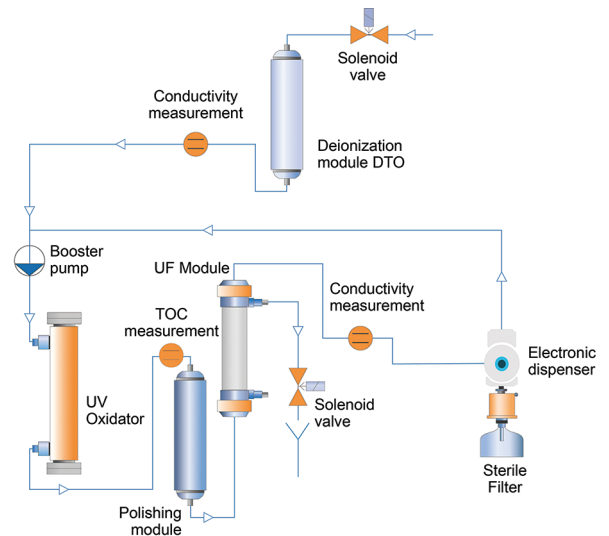 Solenoid
valve
Conductivity
measurement
Deionization
module DTO
Booster
pump
UF Module
Conductivity
measurement
TOC
measurement
Electronic
dispenser
UV
Oxidator
Solenoid
valve
Sterile
Filter
Polishing
module